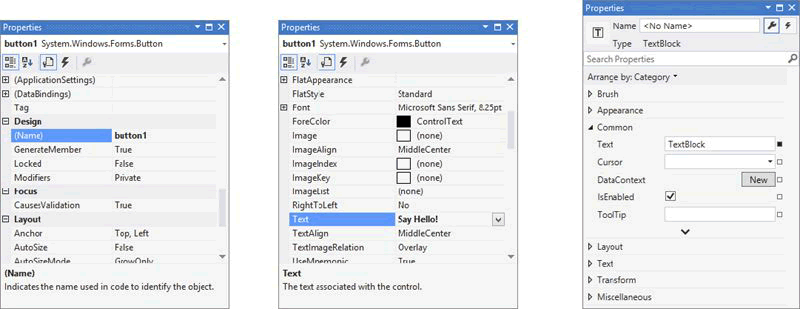 Properties
button1 System.Windows.Forms.Button
(ApplicationSettings)
(DataBindings)
Tag
Design
(Name) button1
GenerateMember True
Locked False
Modifiers Private
Focus
CausesValidation True
Layout
Anchor Top, Left
AutoSize False
AutoSizeMode GrowOnly
(Name)
Indicates the name used in code to identify the object.
Properties
button1 System.Windows.Forms.Button
FlatAppearance
FlatStyle Standard
Font Microsoft Sans Serif, 8.25pt
ForeColor ControlText
Image (none)
ImageAlign MiddleCenter
ImageIndex (none)
ImageKey (none)
ImageList (none)
RightToLeft No
Text Say Hello!
TextAlign MiddleCenter
TextImageRelation Overlay
UseMnemonic True
Text
The text associated with the control.
Properties
Name <No Name>
Type TextBlock
Search Properties
Arrange by: Category
Brush
Appearance
Common
Text TextBlock
Cursor
DataContext New
IsEnabled
ToolTip
Layout
Text
Transform
Miscellaneous